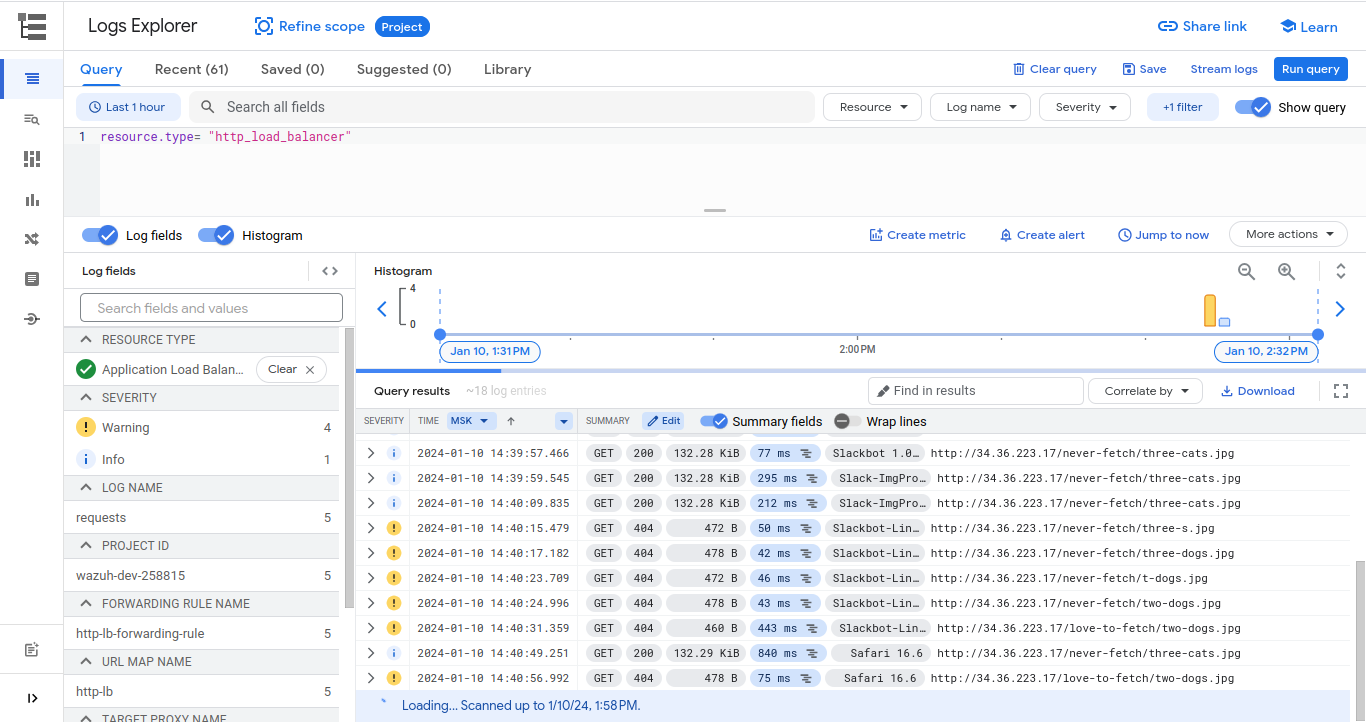 Logs Explorer Refine scope Project Share link Learn
Query Recent (61) Saved (0) Suggested (0) Library Clear query Save Stream logs Run query
Last 1 hour Search all fields Resource Log name Severity +1 filter Show query
1 resource.type= "http_load_balancer"
Log fields Histogram Create metric Create alert Jump to now More actions
Log fields
Search fields and values
RESOURCE TYPE
Application Load Balan... Clear
SEVERITY
Warning 4
Info 1
LOG NAME
requests 5
PROJECT ID
wazuh-dev-258815 5
FORWARDING RULE NAME
http-lb-forwarding-rule 5
URL MAP NAME
http-lb 5
TARGET PROXY NAME
Histogram
4
0
2:00 PM
Jan 10, 1:31 PM Jan 10, 2:32 PM
Query results ~18 log entries Find in results Correlate by Download
SEVERITY TIME MSK SUMMARY Edit Summary fields Wrap lines
2024-01-10 14:39:57.466 GET 200 132.28 KiB 77 ms Slackbot 1.0… http://34.36.223.17/never-fetch/three-cats.jpg
2024-01-10 14:39:59.545 GET 200 132.28 KiB 295 ms Slack-ImgPro… http://34.36.223.17/never-fetch/three-cats.jpg
2024-01-10 14:40:09.835 GET 200 132.28 KiB 212 ms Slack-ImgPro… http://34.36.223.17/never-fetch/three-cats.jpg
2024-01-10 14:40:15.479 GET 404 472 B 50 ms Slackbot-Lin… http://34.36.223.17/never-fetch/three-s.jpg
2024-01-10 14:40:17.182 GET 404 478 B 42 ms Slackbot-Lin… http://34.36.223.17/never-fetch/three-dogs.jpg
2024-01-10 14:40:23.709 GET 404 472 B 46 ms Slackbot-Lin… http://34.36.223.17/never-fetch/t-dogs.jpg
2024-01-10 14:40:24.996 GET 404 478 B 43 ms Slackbot-Lin… http://34.36.223.17/never-fetch/two-dogs.jpg
2024-01-10 14:40:31.359 GET 404 460 B 443 ms Slackbot-Lin… http://34.36.223.17/love-to-fetch/two-dogs.jpg
2024-01-10 14:40:49.251 GET 200 132.29 KiB 840 ms Safari 16.6 http://34.36.223.17/never-fetch/three-cats.jpg
2024-01-10 14:40:56.992 GET 404 478 B 75 ms Safari 16.6 http://34.36.223.17/love-to-fetch/two-dogs.jpg
Loading... Scanned up to 1/10/24, 1:58 PM.